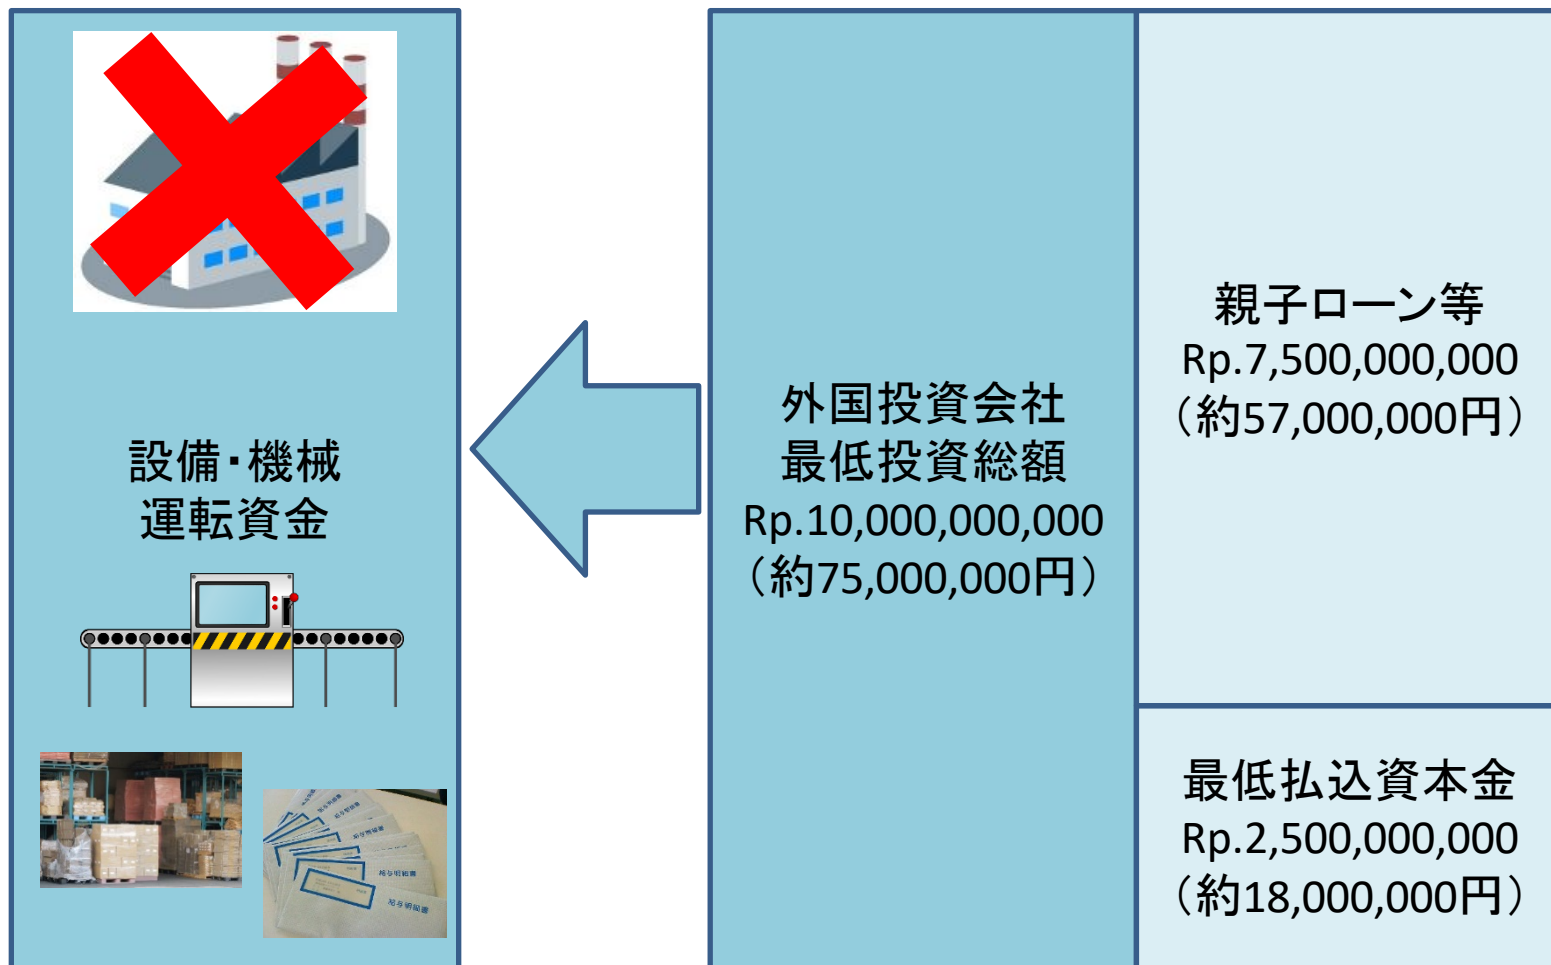 設備・機械
運転資金
外国投資会社
最低投資総額
Rp.10,000,000,000
（約75,000,000円）
親子ローン等
Rp.7,500,000,000
（約57,000,000円）
最低払込資本金
Rp.2,500,000,000
（約18,000,000円）